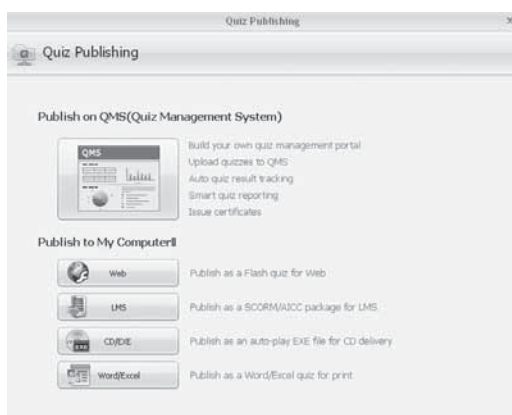 Quiz Publishing
Quiz Publishing
Publish on QMS(Quiz Management System)
QMS
Build your own quiz management portal
Upload quizzes to QMS
Auto quiz result tracking
Smart quiz reporting
Issue certificates
Publish to My Computer
Web
Publish as a Flash quiz for Web
LMS
Publish as a SCORM/AICC package for LMS
CD/EXE
Publish as an auto-play EXE file for CD delivery
Word/Excel
Publish as a Word/Excel quiz for print